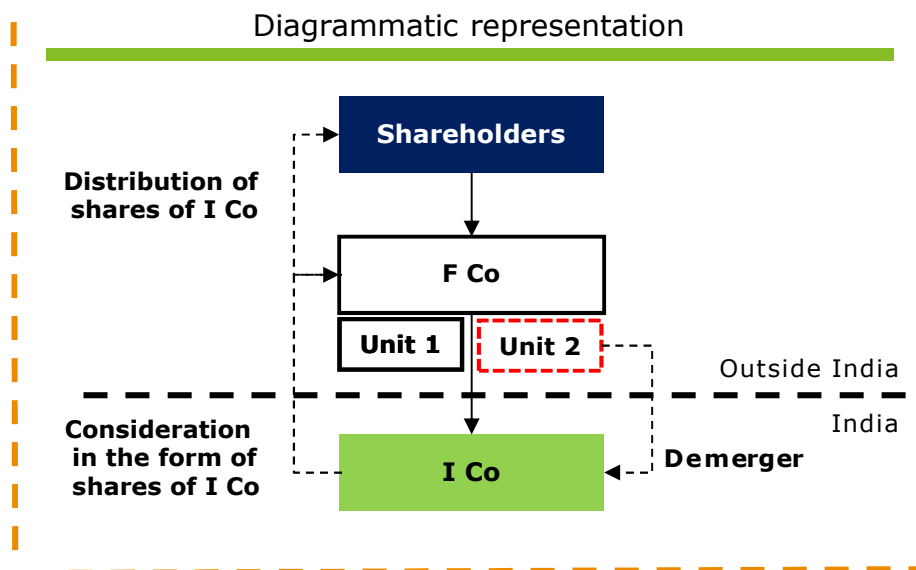 Diagrammatic representation
Shareholders
Distribution of
shares of I Co
F Co
Unit 1
Unit 2
Outside India
India
Consideration
in the form of
shares of I Co
Demerger
I Co